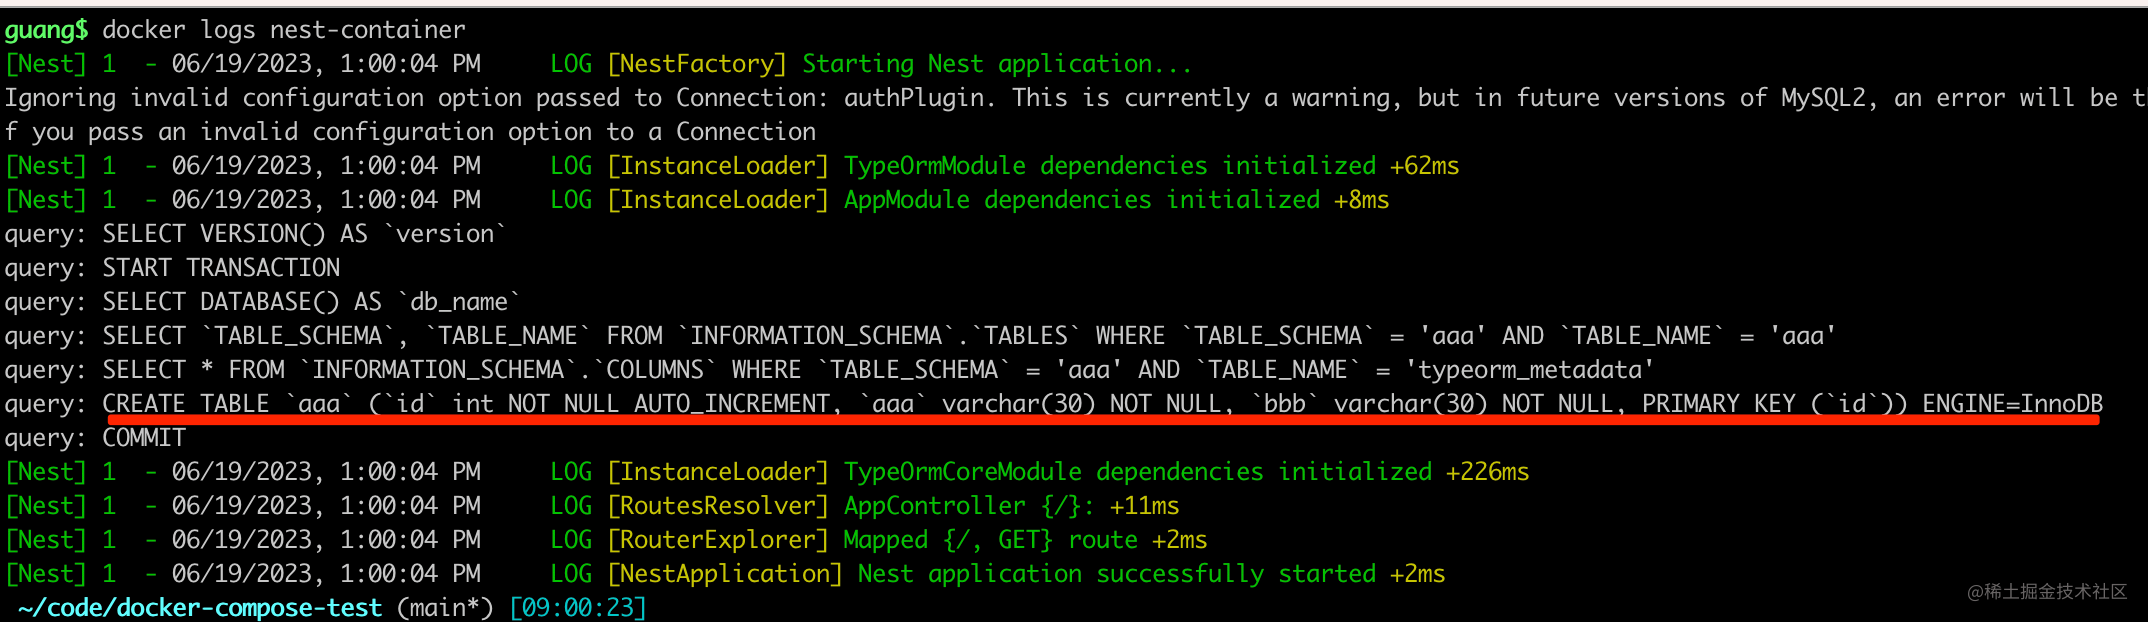 guang$ docker logs nest-container
[Nest] 1  - 06/19/2023, 1:00:04 PM     LOG [NestFactory] Starting Nest application...
Ignoring invalid configuration option passed to Connection: authPlugin. This is currently a warning, but in future versions of MySQL2, an error will be
f you pass an invalid configuration option to a Connection
[Nest] 1  - 06/19/2023, 1:00:04 PM     LOG [InstanceLoader] TypeOrmModule dependencies initialized +62ms
[Nest] 1  - 06/19/2023, 1:00:04 PM     LOG [InstanceLoader] AppModule dependencies initialized +8ms
query: SELECT VERSION() AS `version`
query: START TRANSACTION
query: SELECT DATABASE() AS `db_name`
query: SELECT `TABLE_SCHEMA`, `TABLE_NAME` FROM `INFORMATION_SCHEMA`.`TABLES` WHERE `TABLE_SCHEMA` = 'aaa' AND `TABLE_NAME` = 'aaa'
query: SELECT * FROM `INFORMATION_SCHEMA`.`COLUMNS` WHERE `TABLE_SCHEMA` = 'aaa' AND `TABLE_NAME` = 'typeorm_metadata'
query: CREATE TABLE `aaa` (`id` int NOT NULL AUTO_INCREMENT, `aaa` varchar(30) NOT NULL, `bbb` varchar(30) NOT NULL, PRIMARY KEY (`id`)) ENGINE=InnoDB
query: COMMIT
[Nest] 1  - 06/19/2023, 1:00:04 PM     LOG [InstanceLoader] TypeOrmCoreModule dependencies initialized +226ms
[Nest] 1  - 06/19/2023, 1:00:04 PM     LOG [RoutesResolver] AppController {/}: +11ms
[Nest] 1  - 06/19/2023, 1:00:04 PM     LOG [RouterExplorer] Mapped {/, GET} route +2ms
[Nest] 1  - 06/19/2023, 1:00:04 PM     LOG [NestApplication] Nest application successfully started +2ms
~/code/docker-compose-test (main*) [09:00:23]
@稀土掘金技术社区